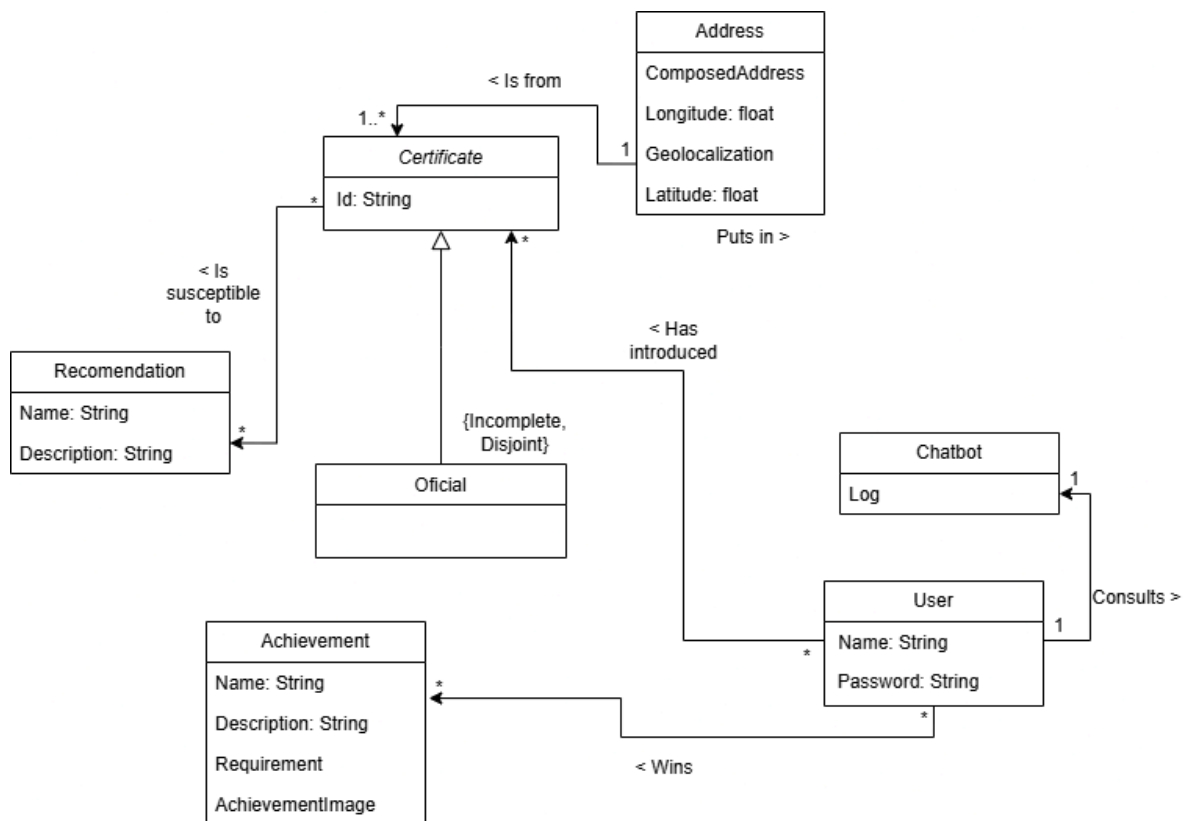 Address
ComposedAddress
Longitude: float
Geolocalization
Latitude: float
< Is from
1..*
1
Certificate
Id: String
*
*
Puts in >
< Is
susceptible
to
< Has
introduced
Recomendation
Name: String
Description: String
*
{Incomplete,
Disjoint}
Oficial
Chatbot
Log
1
User
Name: String
Password: String
1
Consults >
*
*
Achievement
Name: String
Description: String
Requirement
AchievementImage
*
< Wins